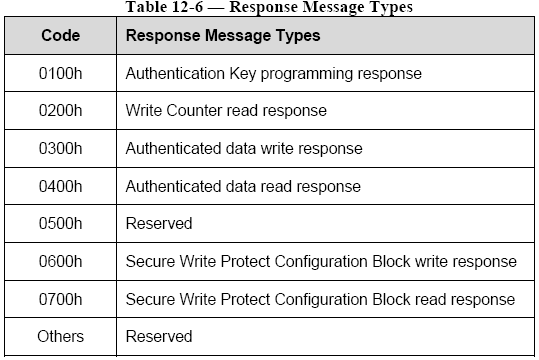 Table 12-6 — Response Message Types
Code Response Message Types
0100h Authentication Key programming response
0200h Write Counter read response
0300h Authenticated data write response
0400h Authenticated data read response
0500h Reserved
0600h Secure Write Protect Configuration Block write response
0700h Secure Write Protect Configuration Block read response
Others Reserved